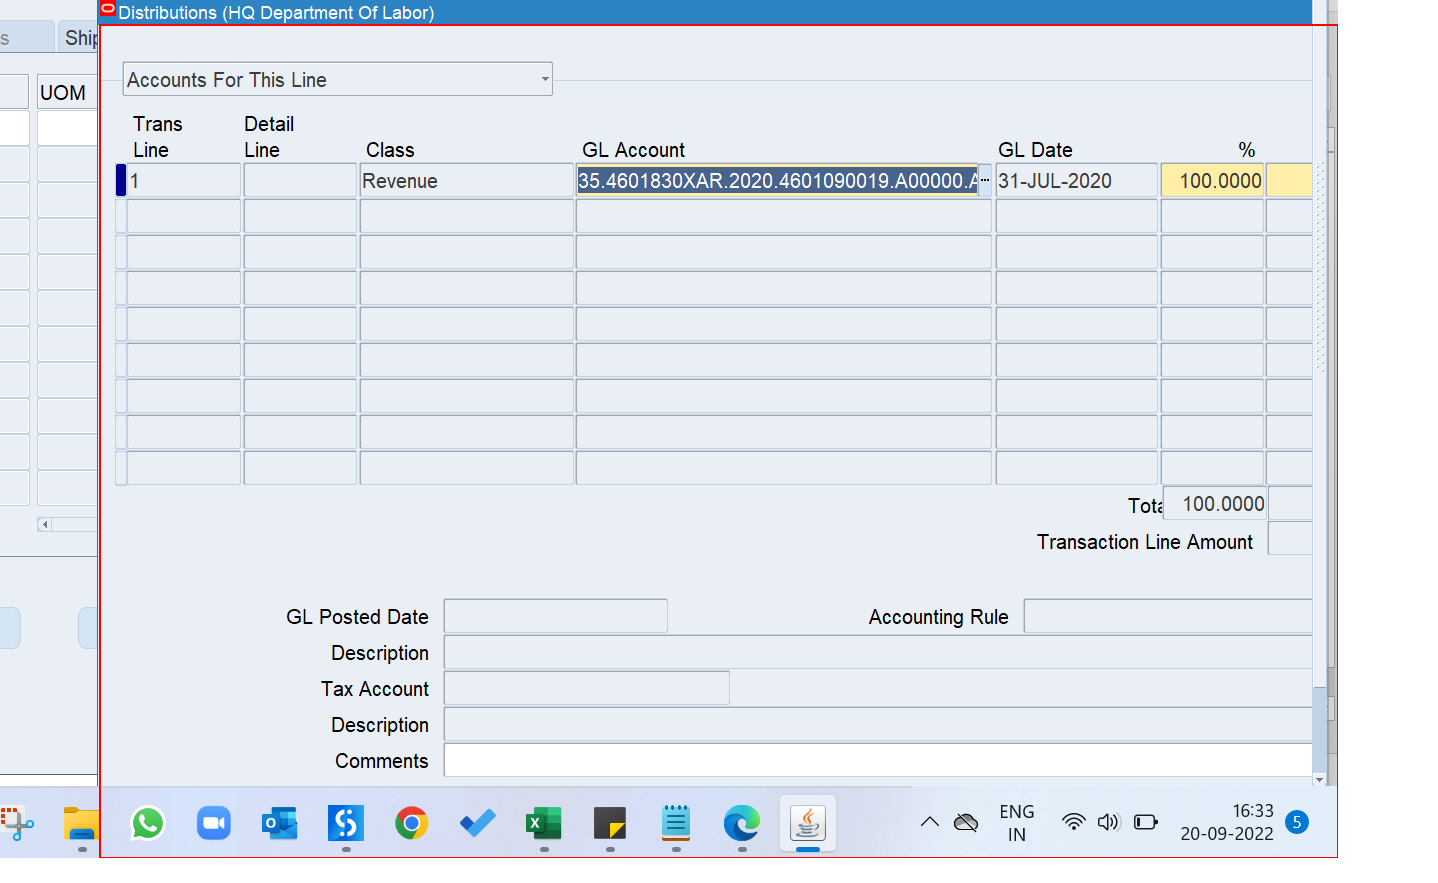 Distributions (HQ Department Of Labor)
s
Ship
UOM
Accounts For This Line
Trans Line
Detail Line
Class
GL Account
GL Date
%
1
Revenue
35.4601830XAR.2020.4601090019.A00000.A
31-JUL-2020
100.0000
Tota
100.0000
Transaction Line Amount
GL Posted Date
Accounting Rule
Description
Tax Account
Description
Comments
ENG
IN
16:33
20-09-2022
5